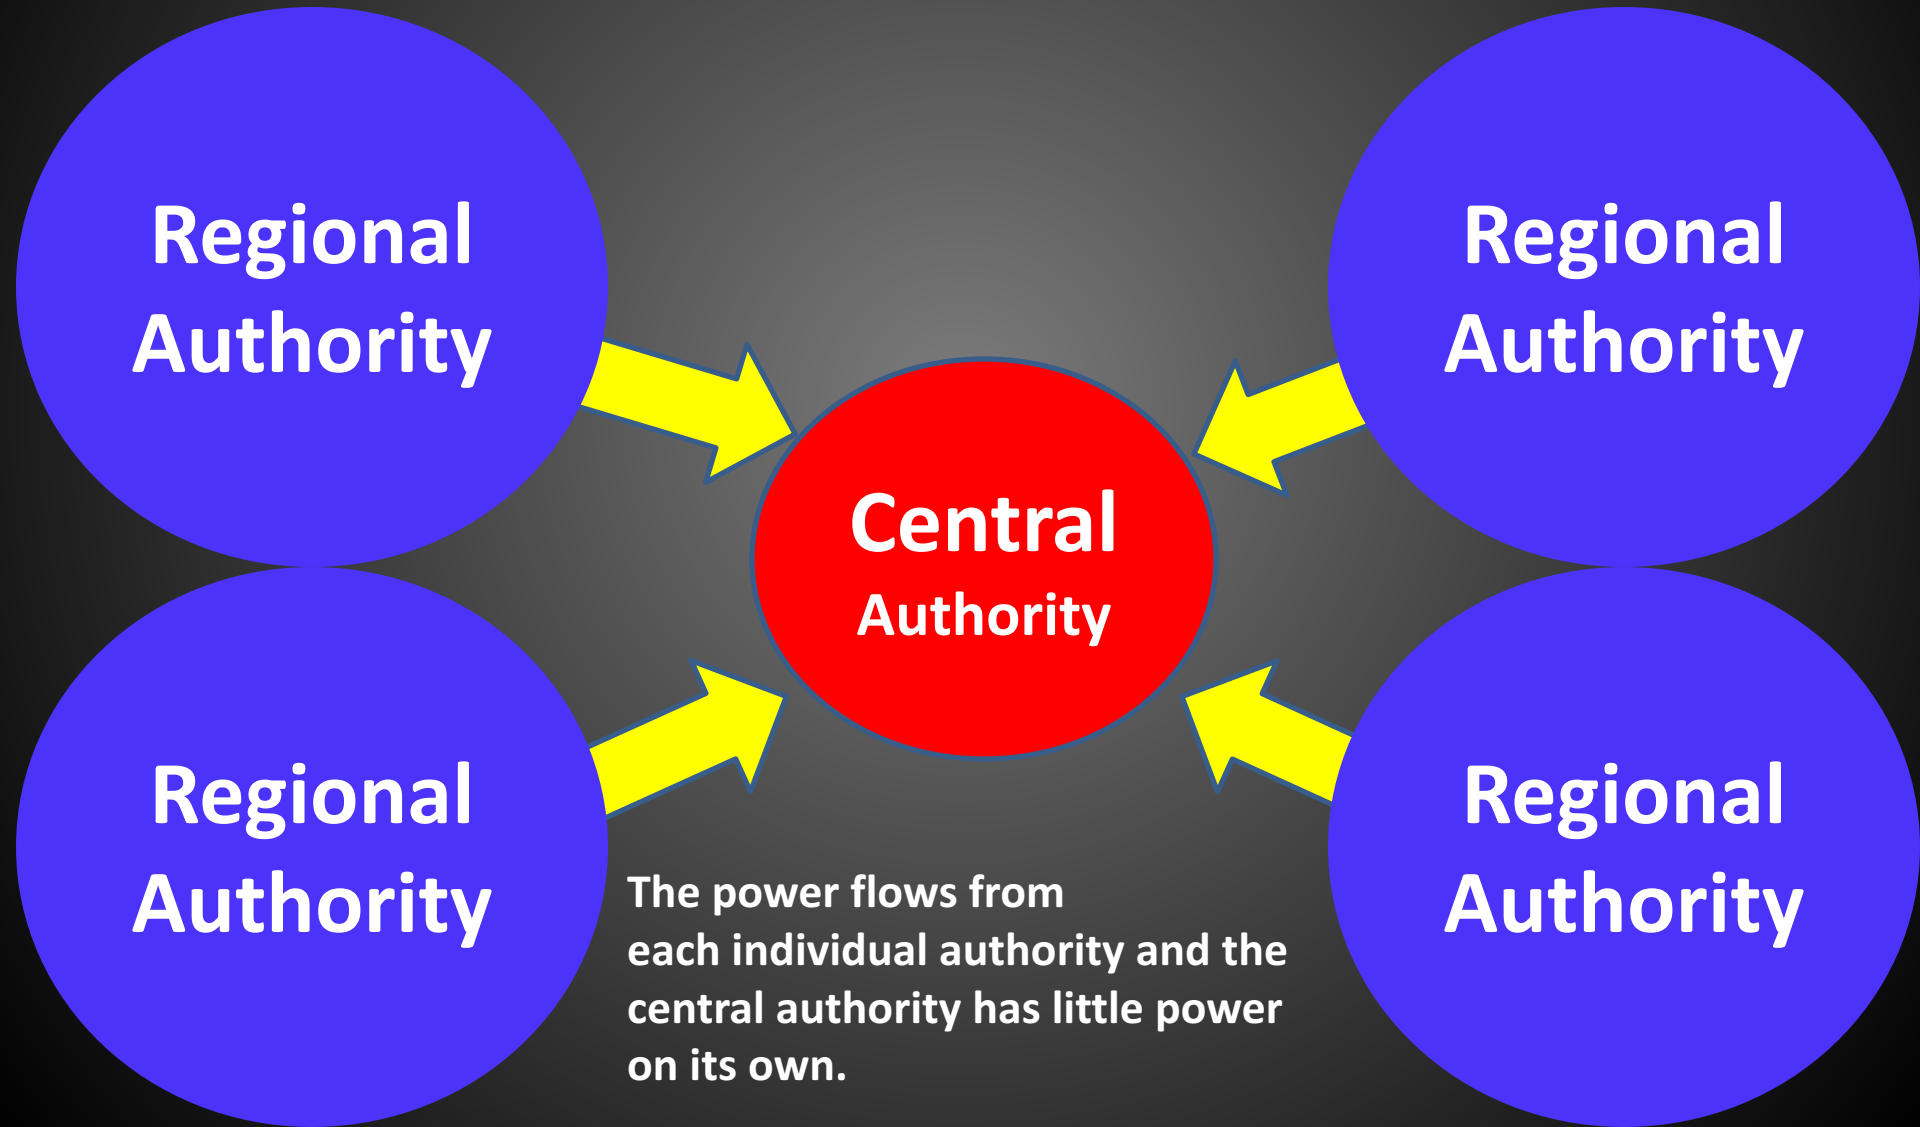 Regional
Authority
Regional
Authority
Central
Authority
Regional
Authority
Regional
Authority
The power flows from
each individual authority and the
central authority has little power
on its own.